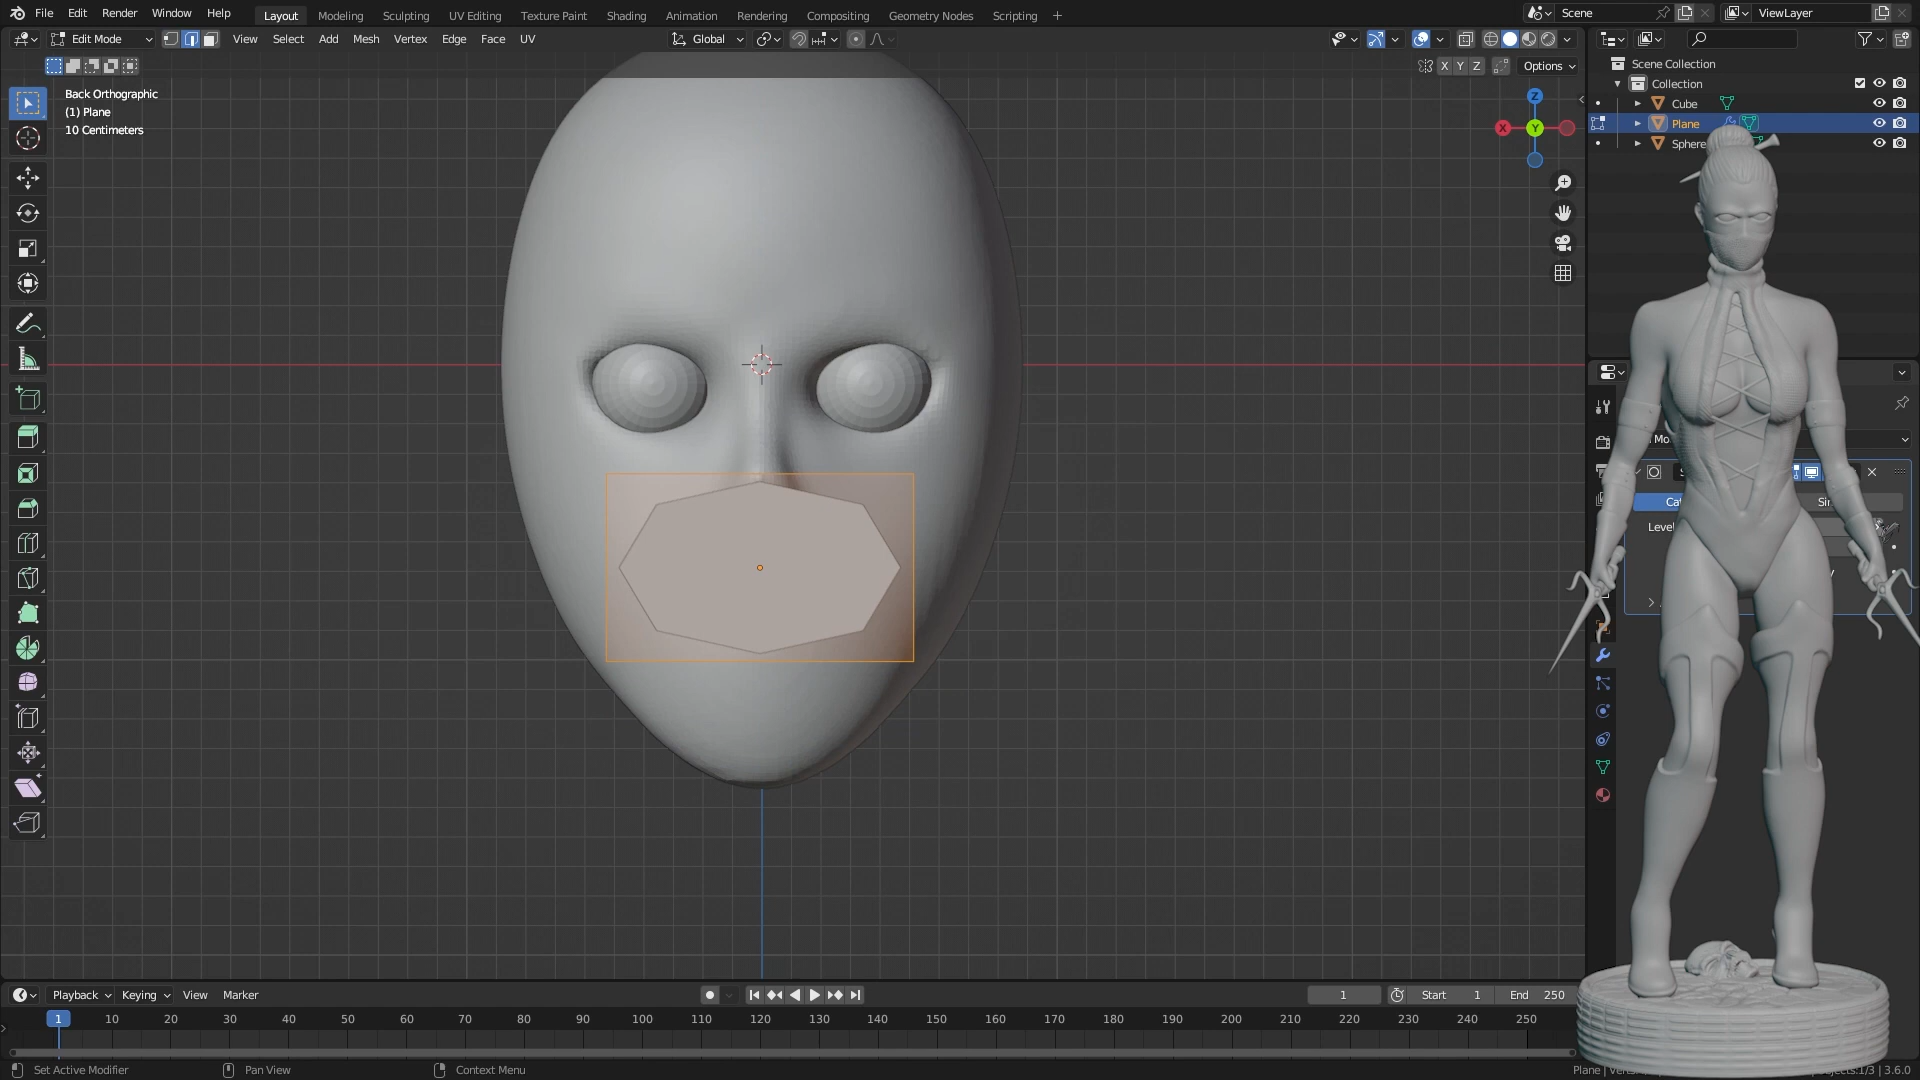 File Edit Render Window Help Layout Modeling Sculpting UV Editing Texture Paint Shading Animation Rendering Compositing Geometry Nodes Scripting Scene ViewLayer
Edit Mode View Select Add Mesh Vertex Edge Face UV Global
X Y Z Options
Back Orthographic
(1) Plane
10 Centimeters
Z
X Y
Scene Collection
Collection
Cube
Plane
Sphere
Level
Playback Keying View Marker 1 Start 1 End 250
1 10 20 30 40 50 60 70 80 90 100 110 120 130 140 150 160 170 180 190 200 210 220 230 240 250
Set Active Modifier Pan View Context Menu Plane | 1/3 | 3.6.0